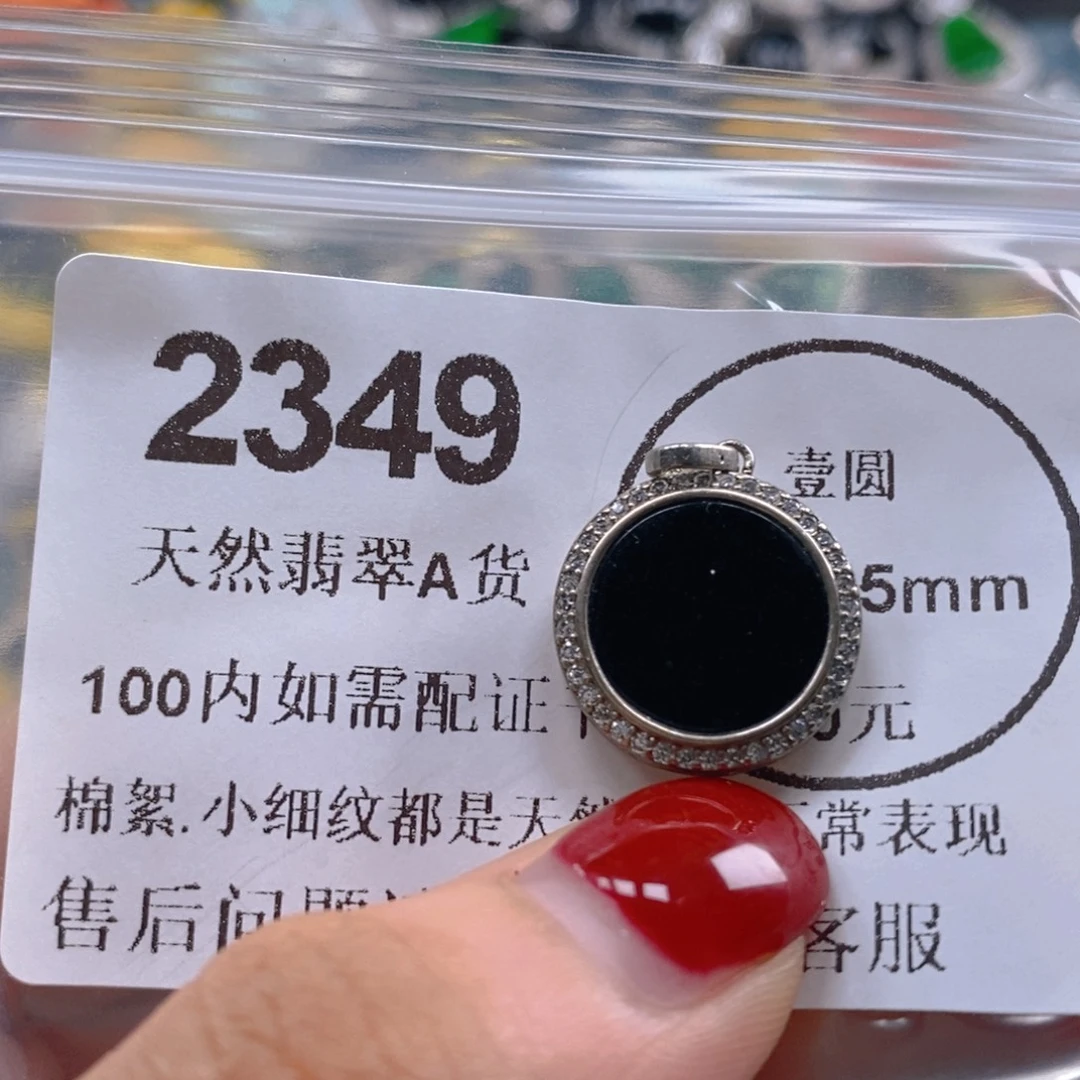 2349
壹圆
天然翡翠A货
5mm
100内如需配证 元
棉絮.小细纹都是天然 常表现
售后问题 客服